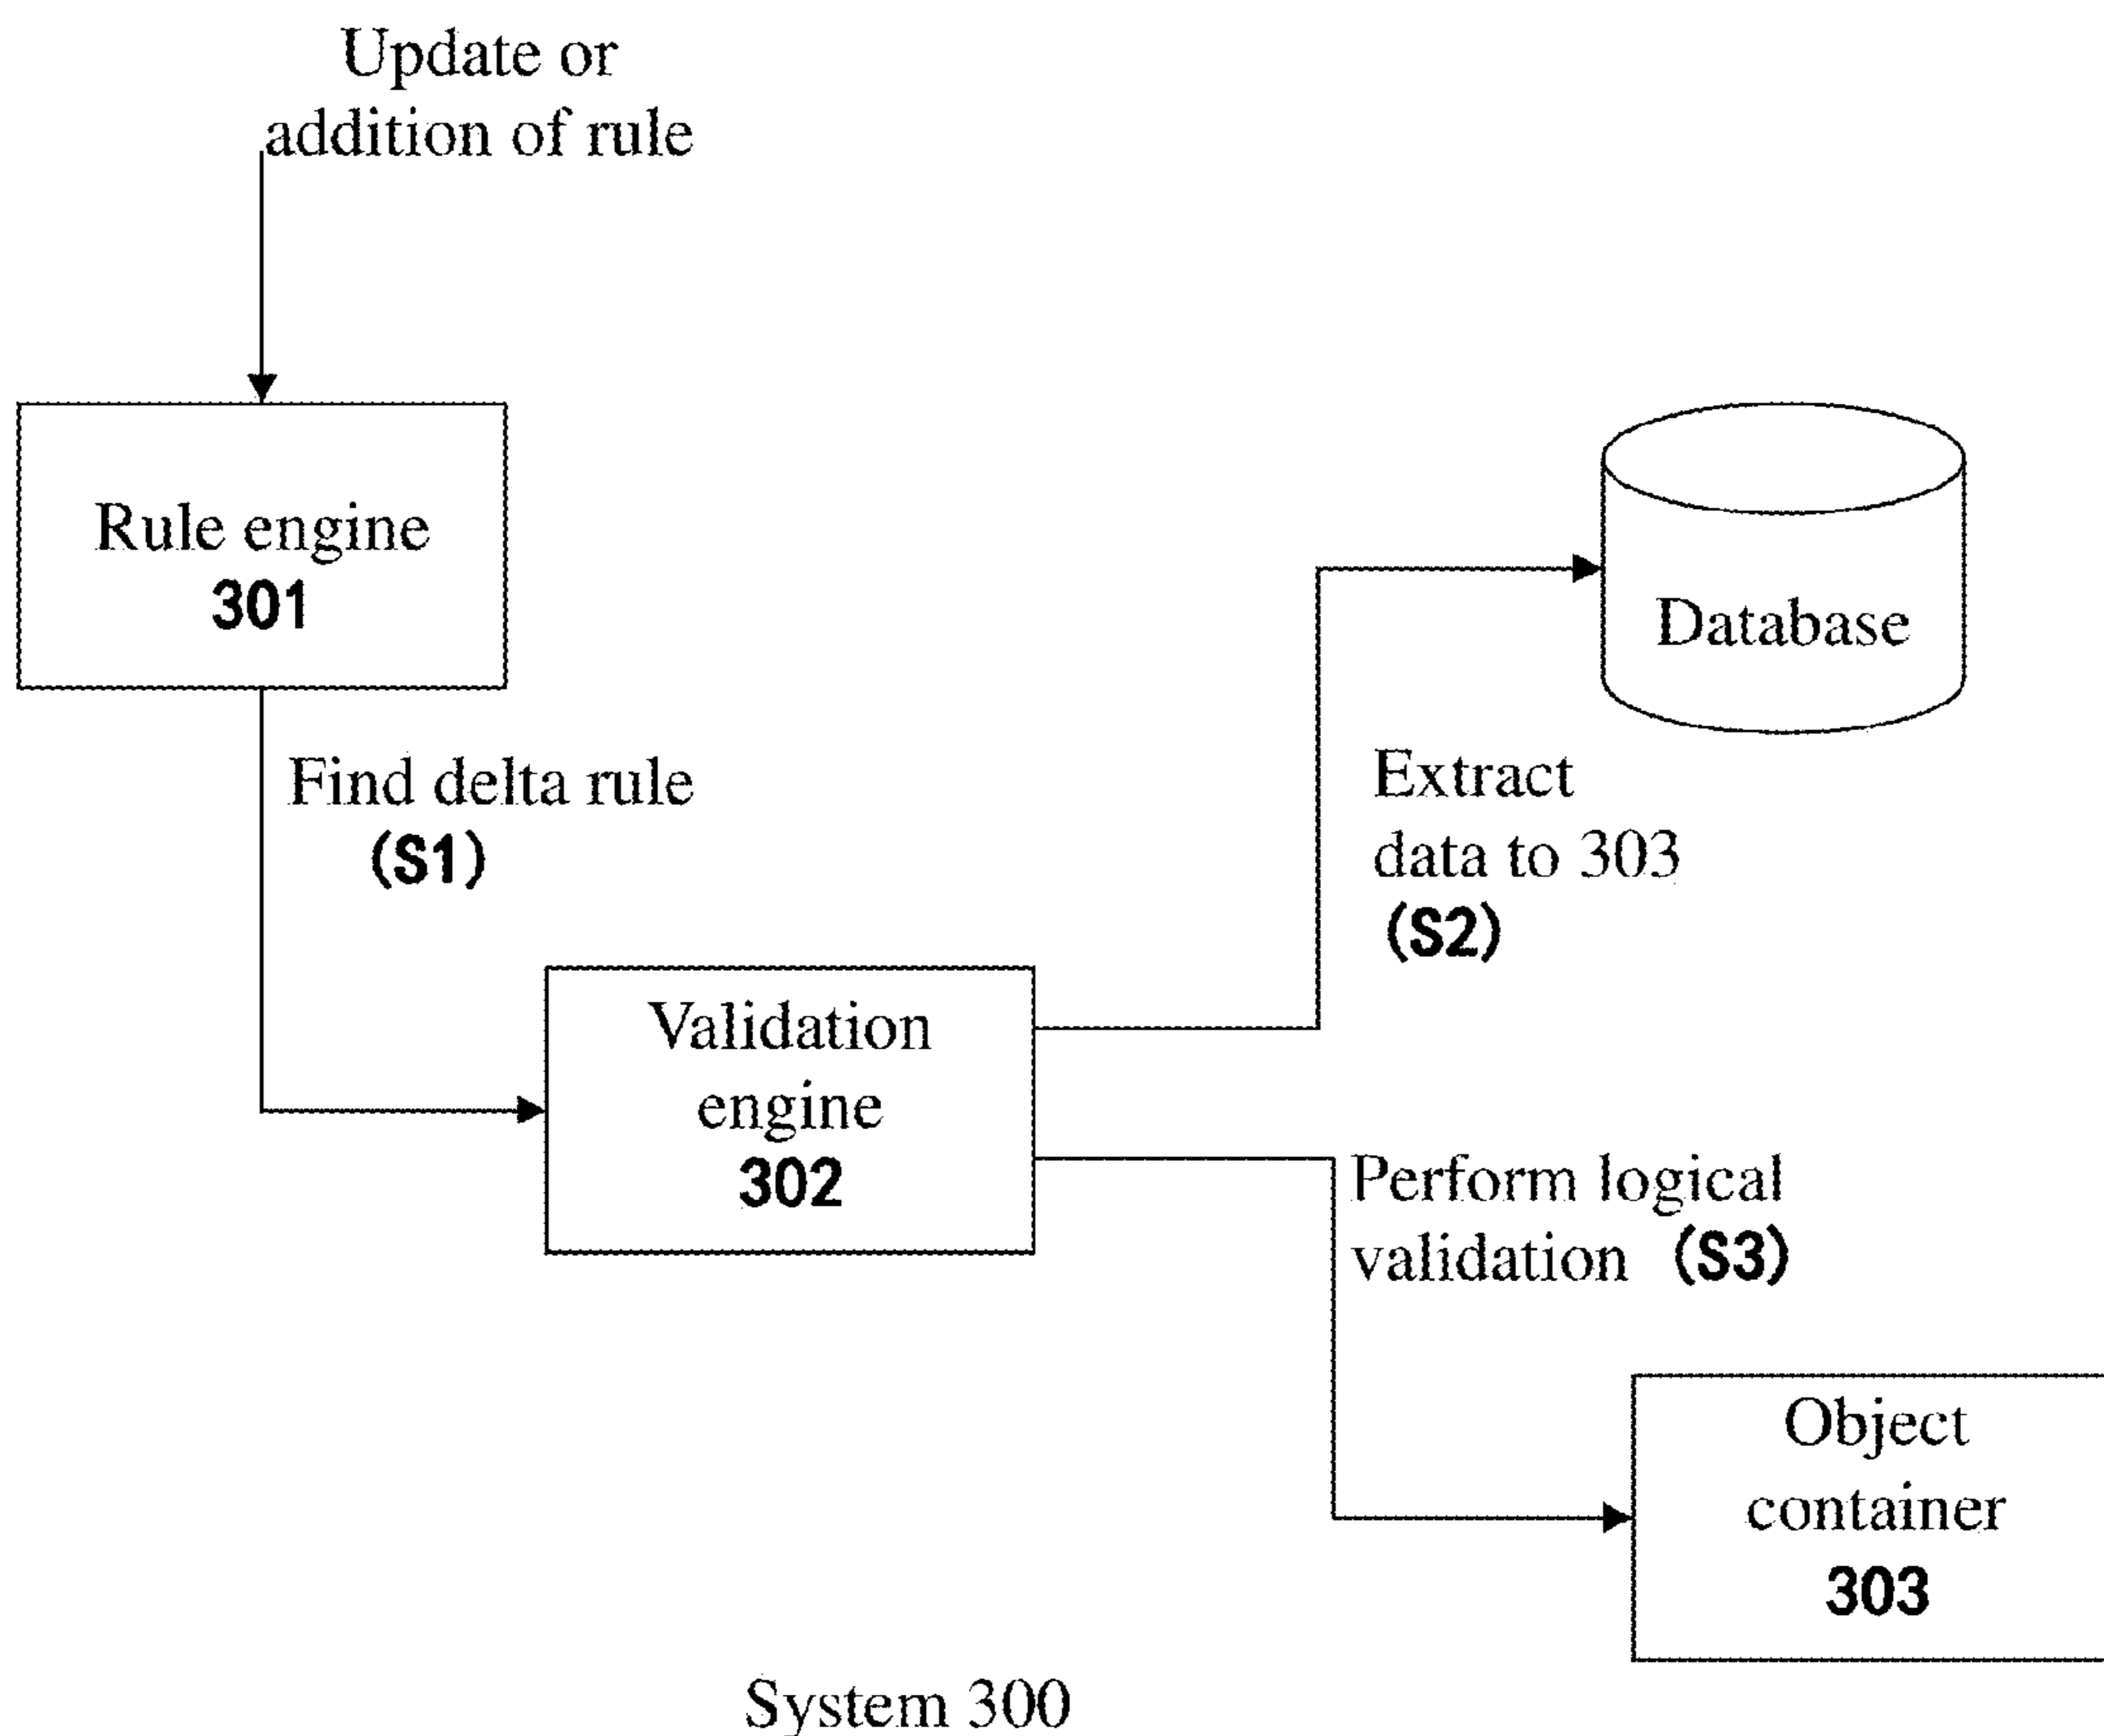 Update or
addition of rule
Rule engine
301
Database
Find delta rule
(S1)
Extract
data to 303
(S2)
Validation
engine
302
Perform logical
validation (S3)
Object
container
303
System 300